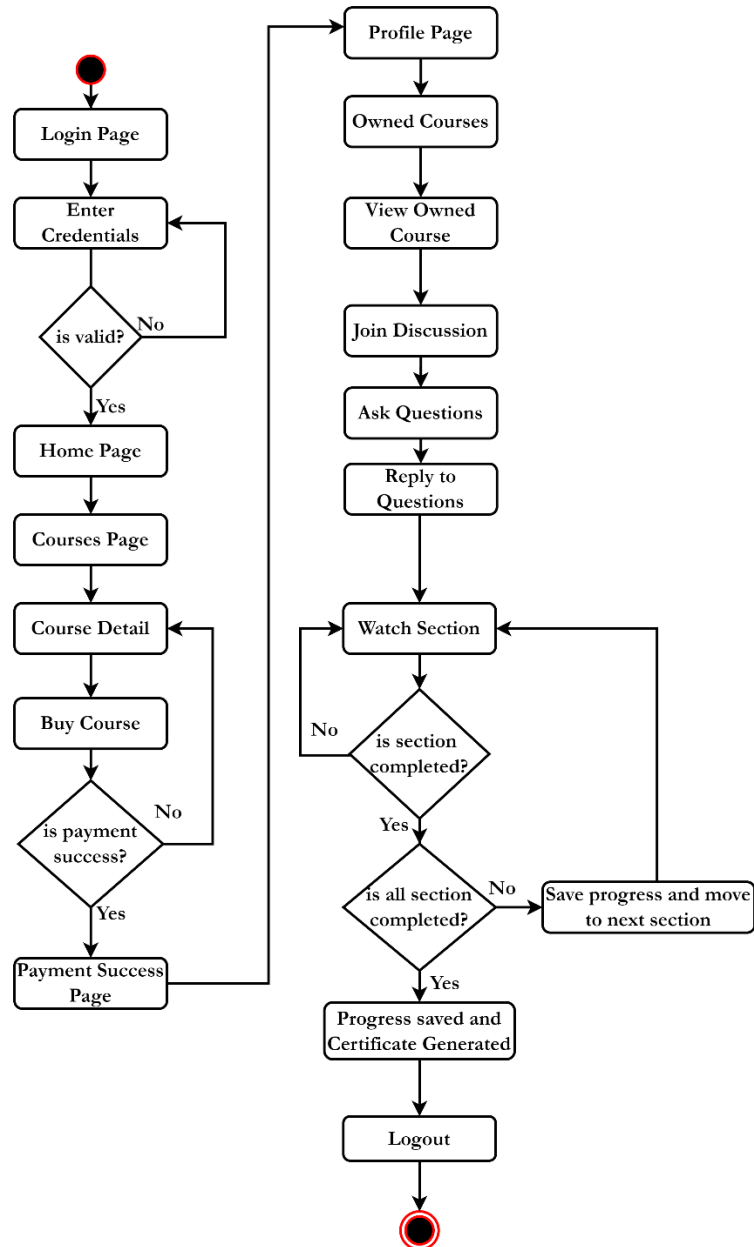 Login Page
Enter
Credentials
is valid?
No
Yes
Home Page
Courses Page
Course Detail
Buy Course
is payment
success?
No
Yes
Payment Success
Page
Profile Page
Owned Courses
View Owned
Course
Join Discussion
Ask Questions
Reply to
Questions
Watch Section
No
is section
completed?
Yes
is all section
completed?
No
Save progress and move
to next section
Yes
Progress saved and
Certificate Generated
Logout